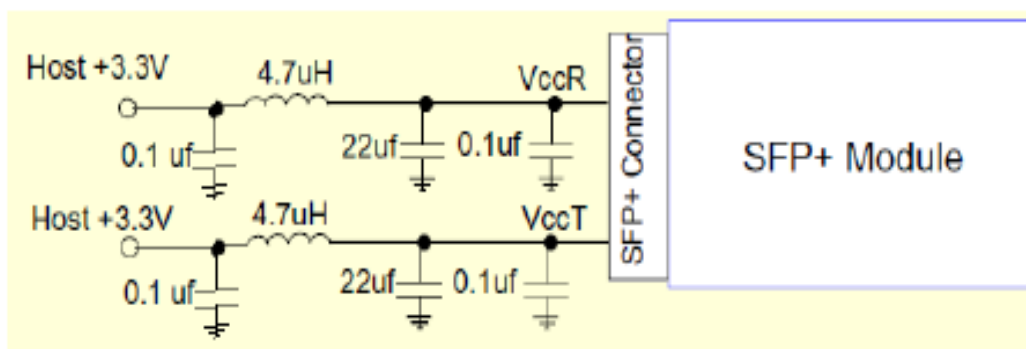 Host +3.3V
4.7uH
VccR
0.1 uf
22uf
0.1uf
Host +3.3V
4.7uH
VccT
0.1 uf
22uf
0.1uf
SFP+ Connector
SFP+ Module